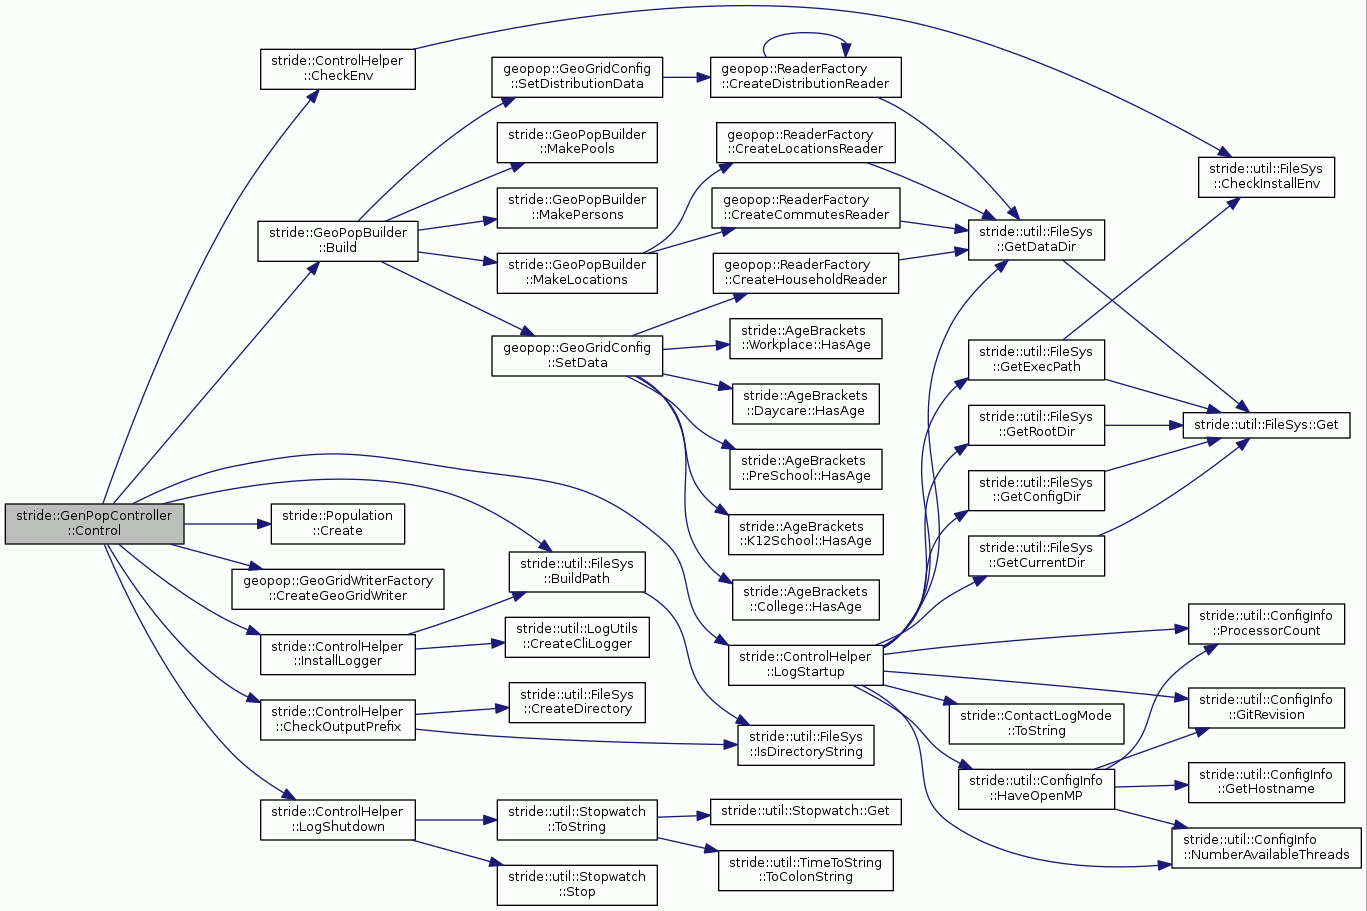 stride::GenPopController
::Control
stride::ControlHelper
::CheckEnv
stride::GeoPopBuilder
::Build
stride::Population
::Create
geopop::GeoGridWriterFactory
::CreateGeoGridWriter
stride::ControlHelper
::InstallLogger
stride::ControlHelper
::CheckOutputPrefix
stride::ControlHelper
::LogShutdown
geopop::GeoGridConfig
::SetDistributionData
stride::GeoPopBuilder
::MakePools
stride::GeoPopBuilder
::MakePersons
stride::GeoPopBuilder
::MakeLocations
geopop::GeoGridConfig
::SetData
stride::util::FileSys
::BuildPath
stride::util::LogUtils
::CreateCliLogger
stride::util::FileSys
::CreateDirectory
stride::util::Stopwatch
::ToString
stride::util::Stopwatch
::Stop
geopop::ReaderFactory
::CreateDistributionReader
geopop::ReaderFactory
::CreateLocationsReader
geopop::ReaderFactory
::CreateCommutesReader
geopop::ReaderFactory
::CreateHouseholdReader
stride::AgeBrackets
::Workplace::HasAge
stride::AgeBrackets
::Daycare::HasAge
stride::AgeBrackets
::PreSchool::HasAge
stride::AgeBrackets
::K12School::HasAge
stride::AgeBrackets
::College::HasAge
stride::ControlHelper
::LogStartup
stride::util::FileSys
::IsDirectoryString
stride::util::Stopwatch::Get
stride::util::TimeToString
::ToColonString
stride::util::FileSys
::GetDataDir
stride::util::FileSys
::GetExecPath
stride::util::FileSys
::GetRootDir
stride::util::FileSys
::GetConfigDir
stride::util::FileSys
::GetCurrentDir
stride::ContactLogMode
::ToString
stride::util::ConfigInfo
::HaveOpenMP
stride::util::FileSys
::CheckInstallEnv
stride::util::FileSys::Get
stride::util::ConfigInfo
::ProcessorCount
stride::util::ConfigInfo
::GitRevision
stride::util::ConfigInfo
::GetHostname
stride::util::ConfigInfo
::NumberAvailableThreads